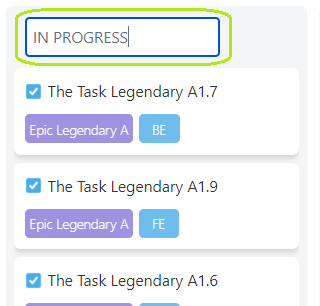 IN PROGRESS
The Task Legendary A1.7
Epic Legendary A BE
The Task Legendary A1.9
Epic Legendary A FE
The Task Legendary A1.6